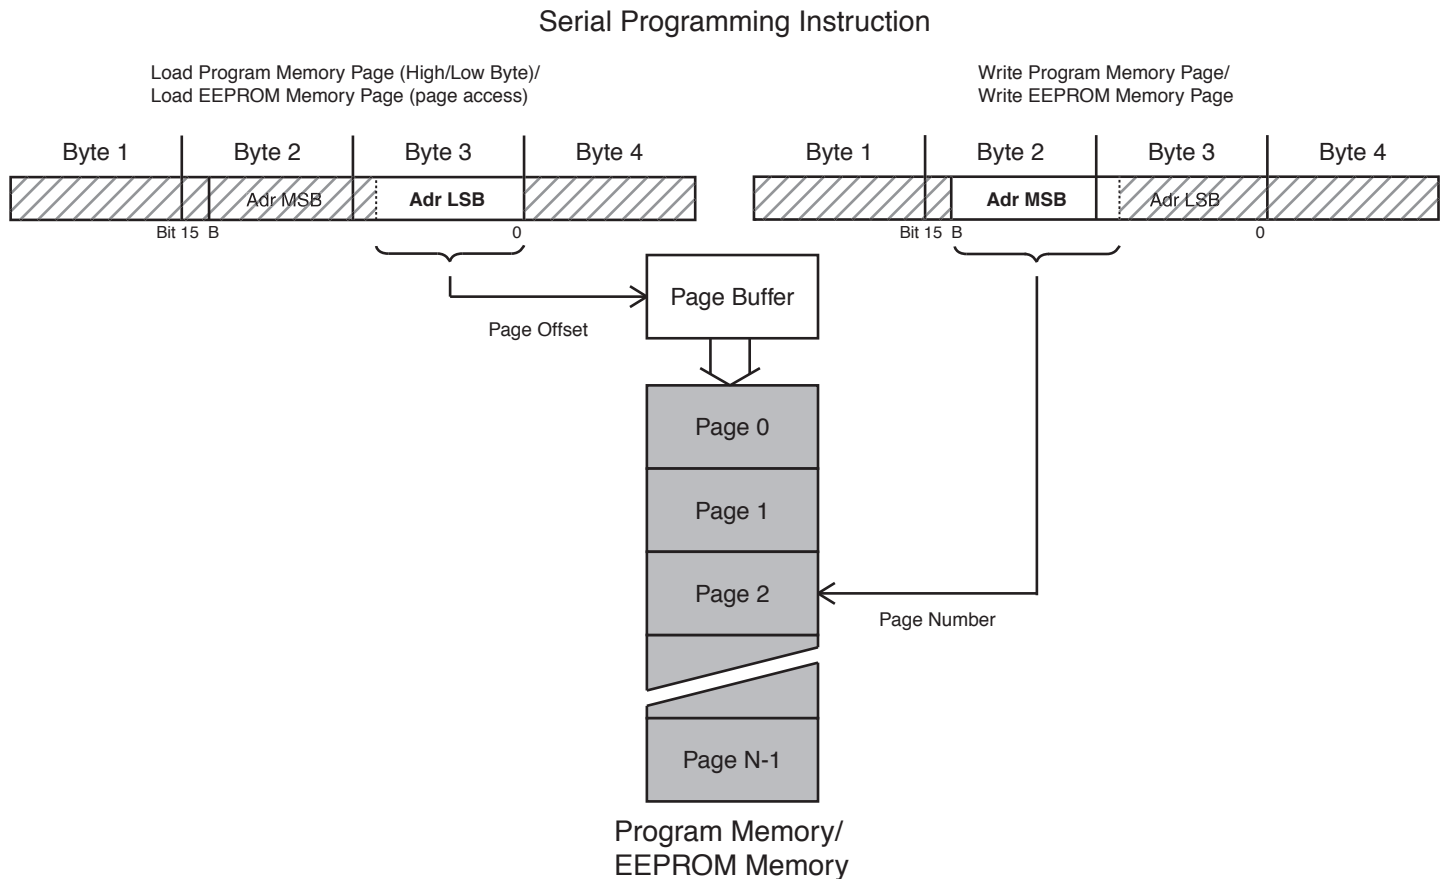 Serial Programming Instruction
Load Program Memory Page (High/Low Byte)/
Load EEPROM Memory Page (page access)
Write Program Memory Page/
Write EEPROM Memory Page
Byte 1 Byte 2 Byte 3 Byte 4
Adr MSB Adr LSB
Bit 15 B 0
Byte 1 Byte 2 Byte 3 Byte 4
Adr MSB Adr LSB
Bit 15 B 0
Page Buffer
Page Offset
Page 0
Page 1
Page 2
Page Number
Page N-1
Program Memory/
EEPROM Memory